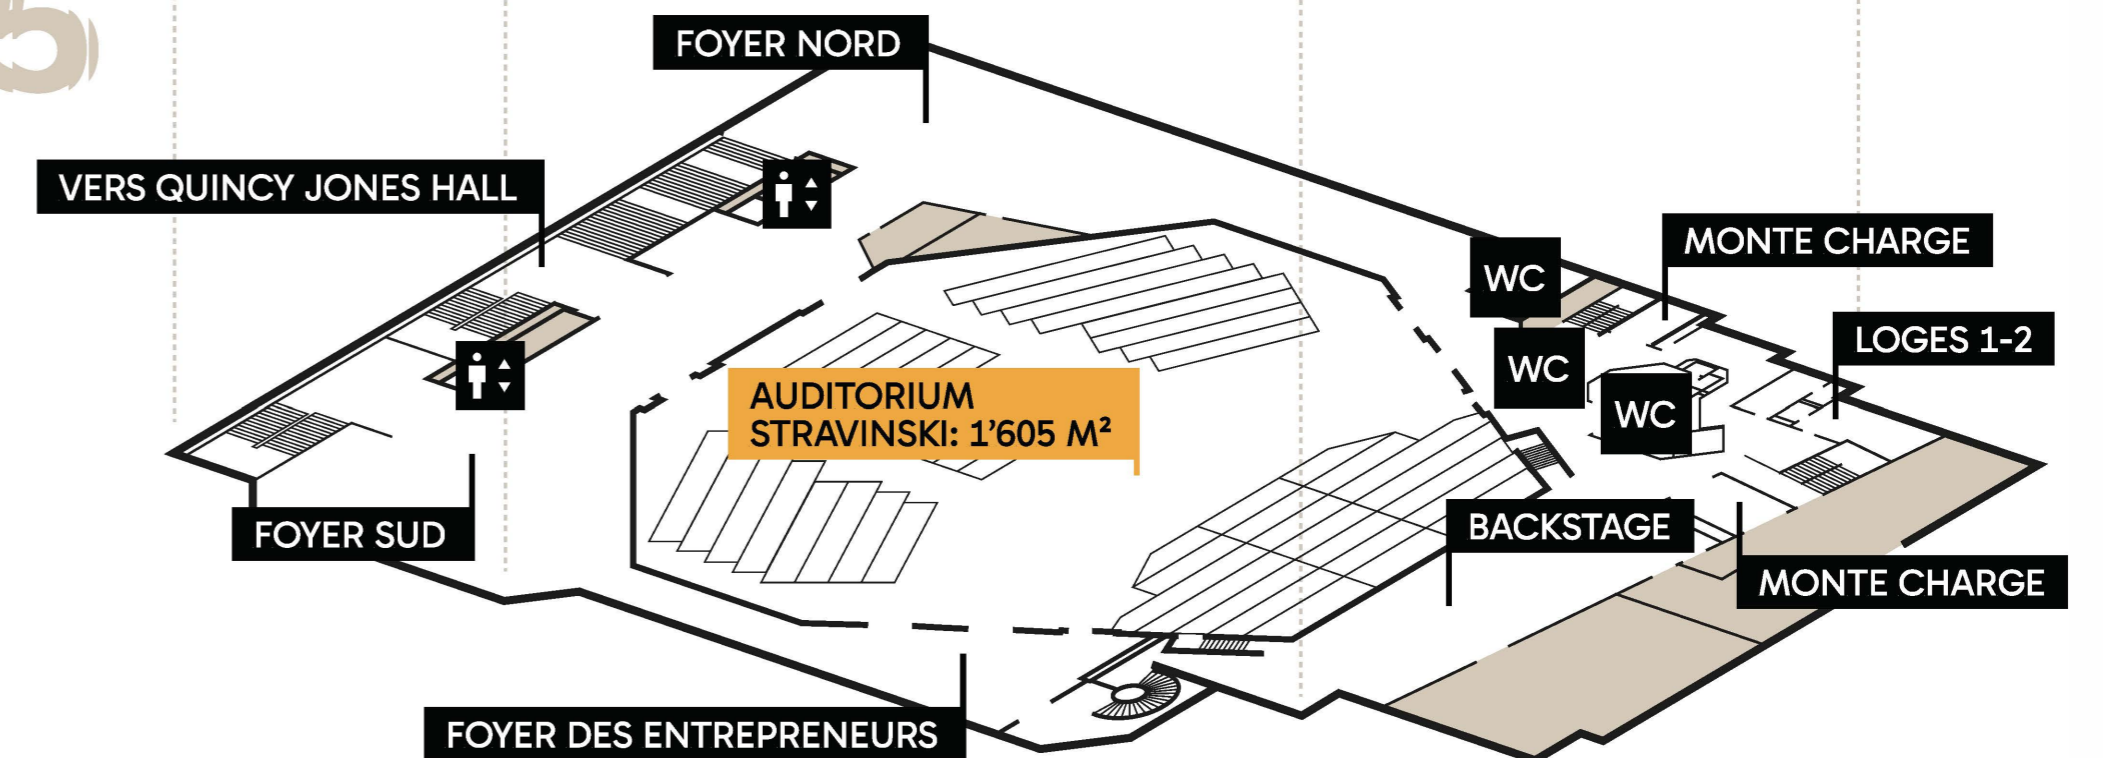 5
FOYER NORD
VERS QUINCY JONES HALL
MONTE CHARGE
WC
LOGES 1-2
WC
WC
AUDITORIUM
STRAVINSKI: 1’605 M²
FOYER SUD
BACKSTAGE
MONTE CHARGE
FOYER DES ENTREPRENEURS